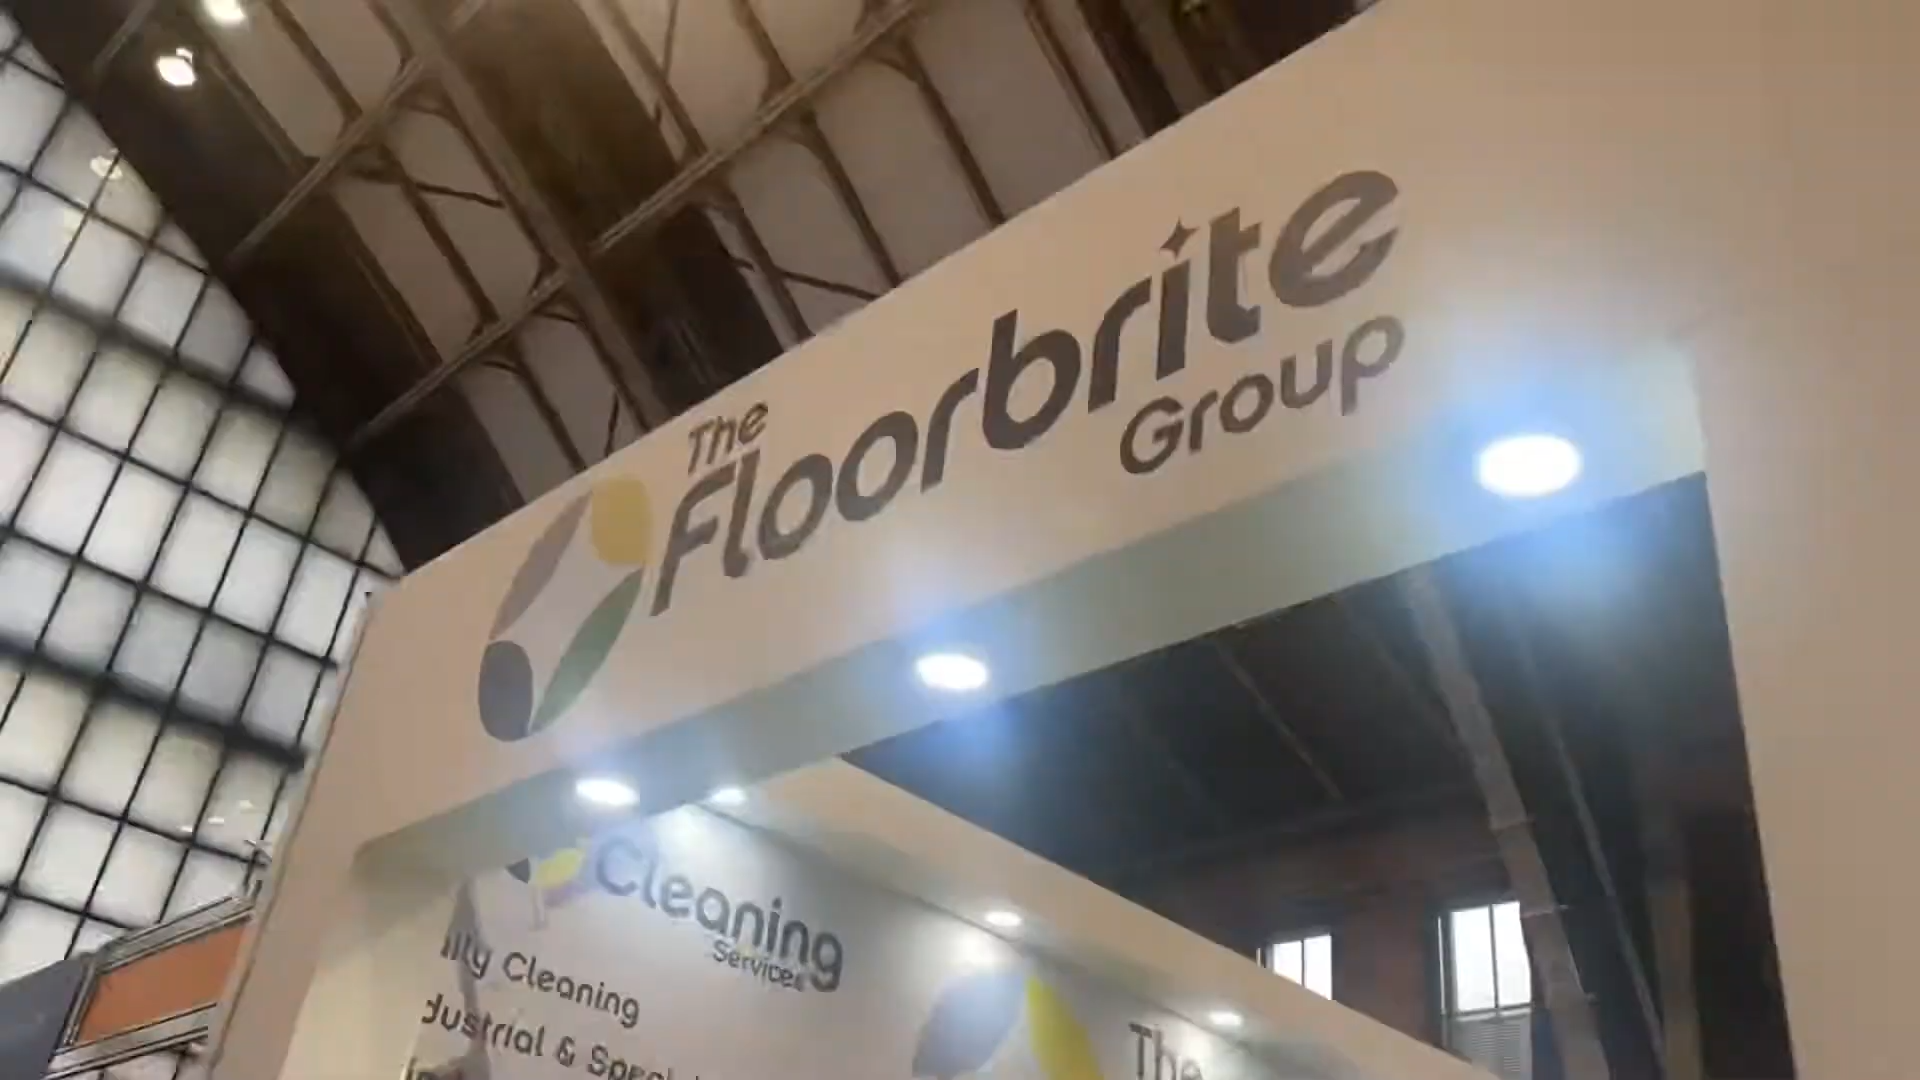 The
Floorbrite
Group
Cleaning
Services
Cleaning
&
The